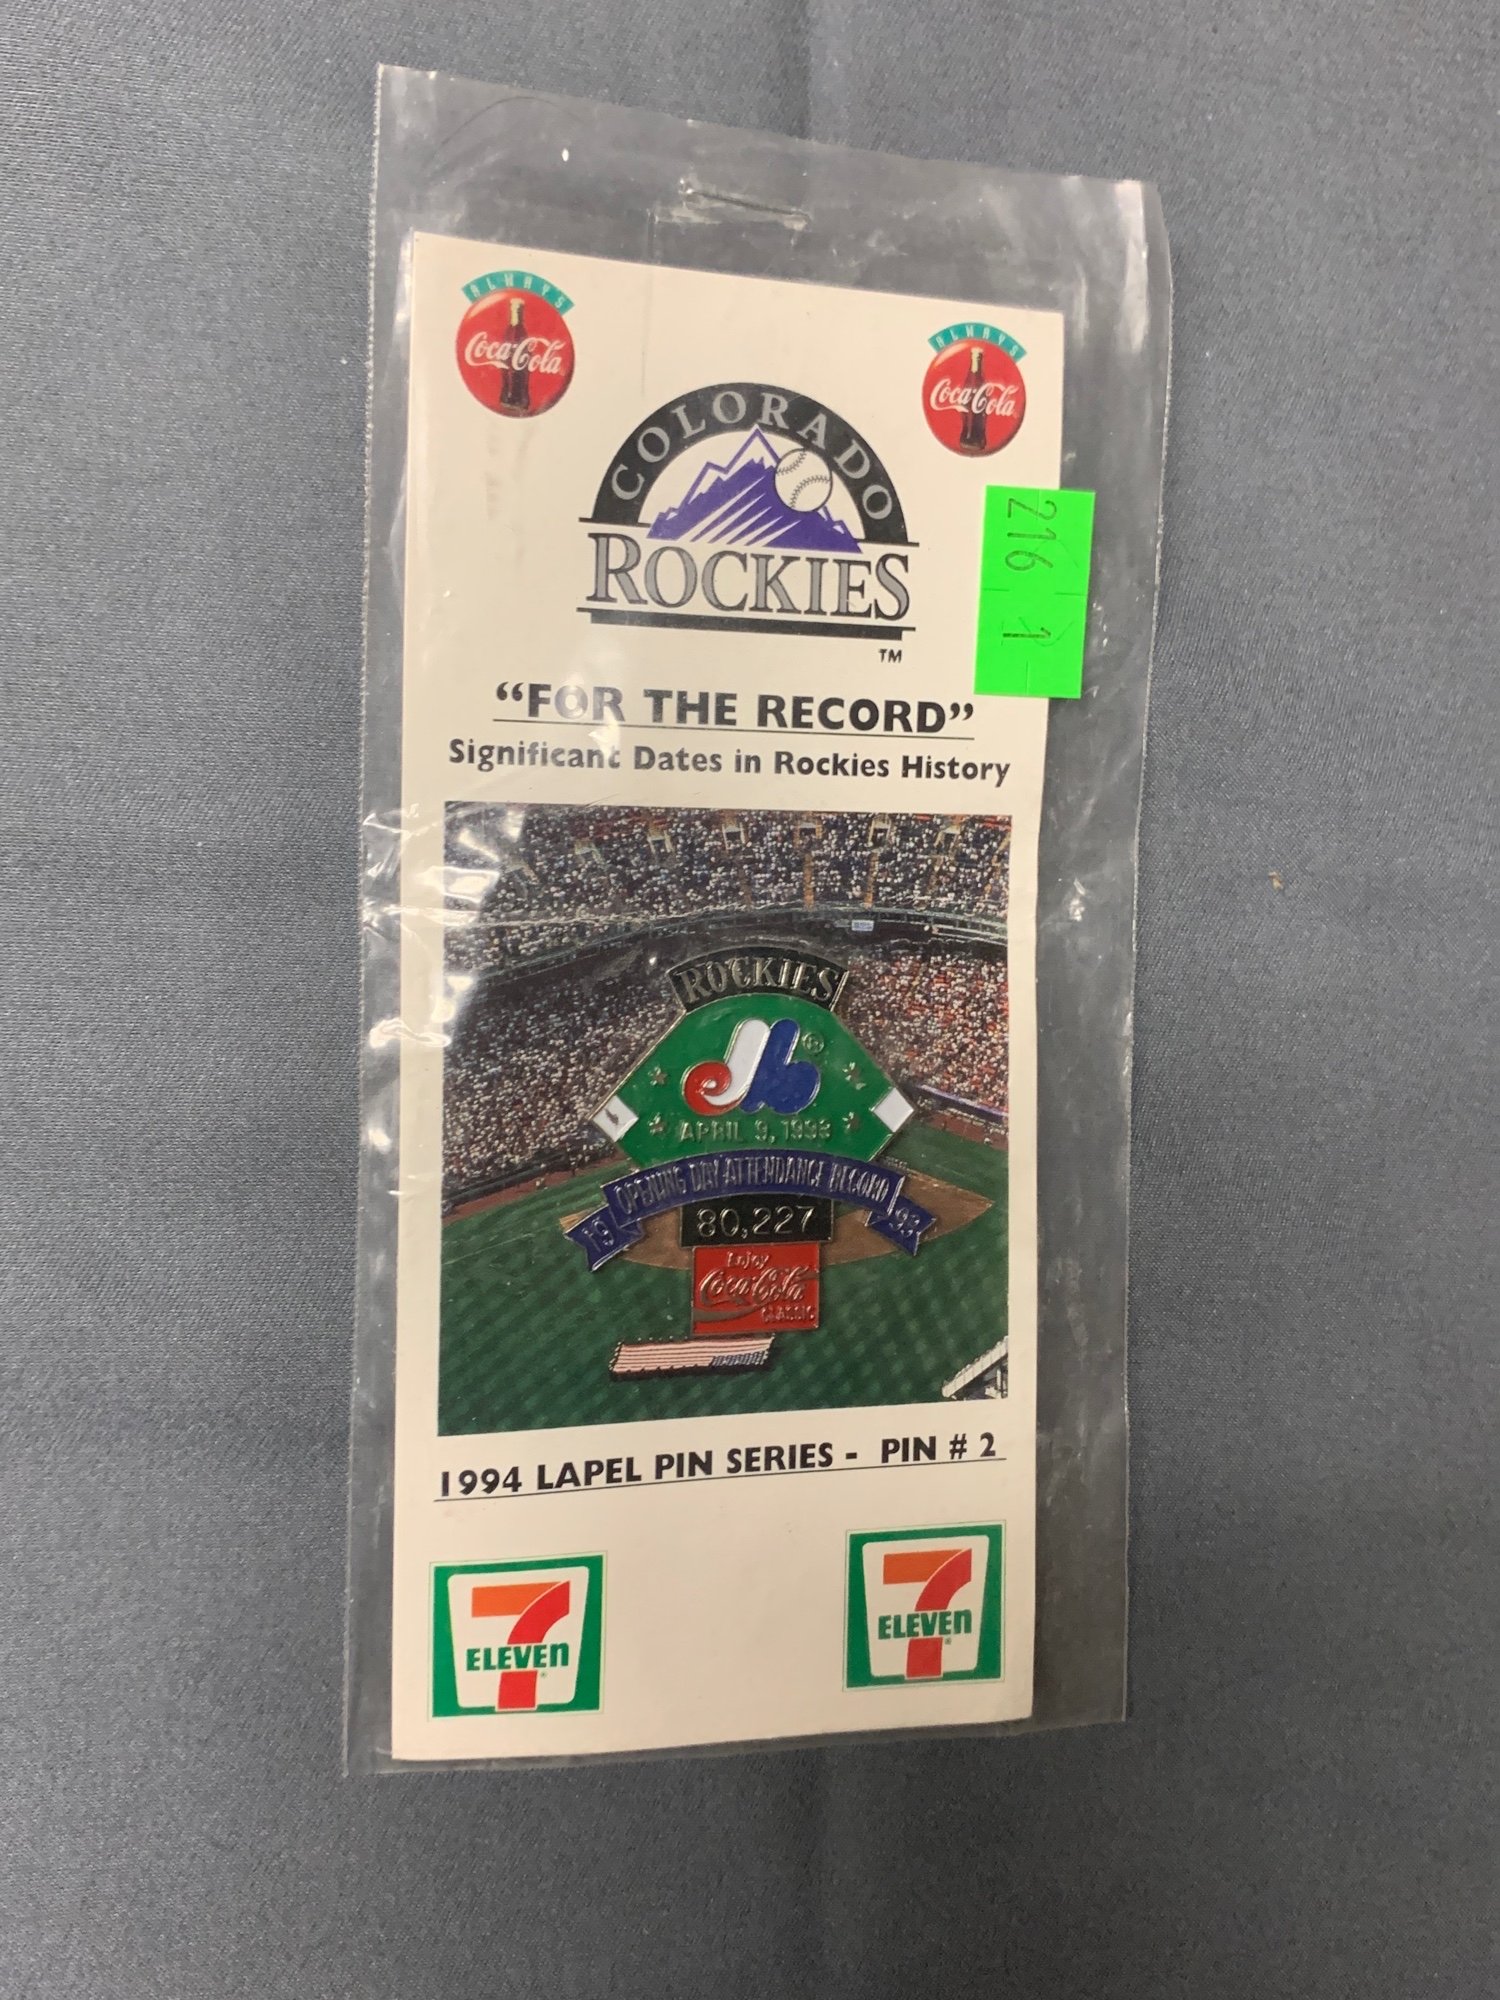 ALWAYS
Coca-Cola
ALWAYS
Coca-Cola
COLORADO
ROCKIES
TM
216 1
"FOR THE RECORD"
Significant Dates in Rockies History
ROCKIES
APRIL 9, 1993
OPENING DAY ATTENDANCE RECORD
19 93
80,227
Enjoy
Coca-Cola
CLASSIC
1994 LAPEL PIN SERIES - PIN # 2
7
ELEVEn
®
7
ELEVEn
®